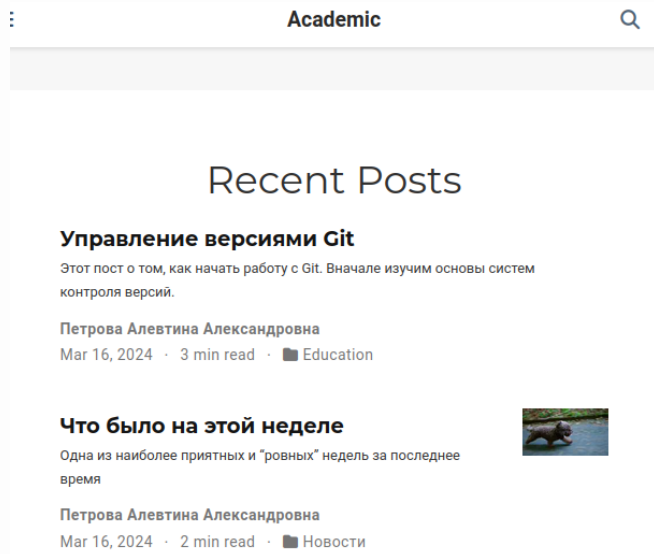 Academic
Recent Posts
Управление версиями Git
Этот пост о том, как начать работу с Git. Вначале изучим основы систем
контроля версий.
Петрова Алевтина Александровна
Mar 16, 2024 · 3 min read · Education
Что было на этой неделе
Одна из наиболее приятных и “ровных” недель за последнее
время
Петрова Алевтина Александровна
Mar 16, 2024 · 2 min read · Новости